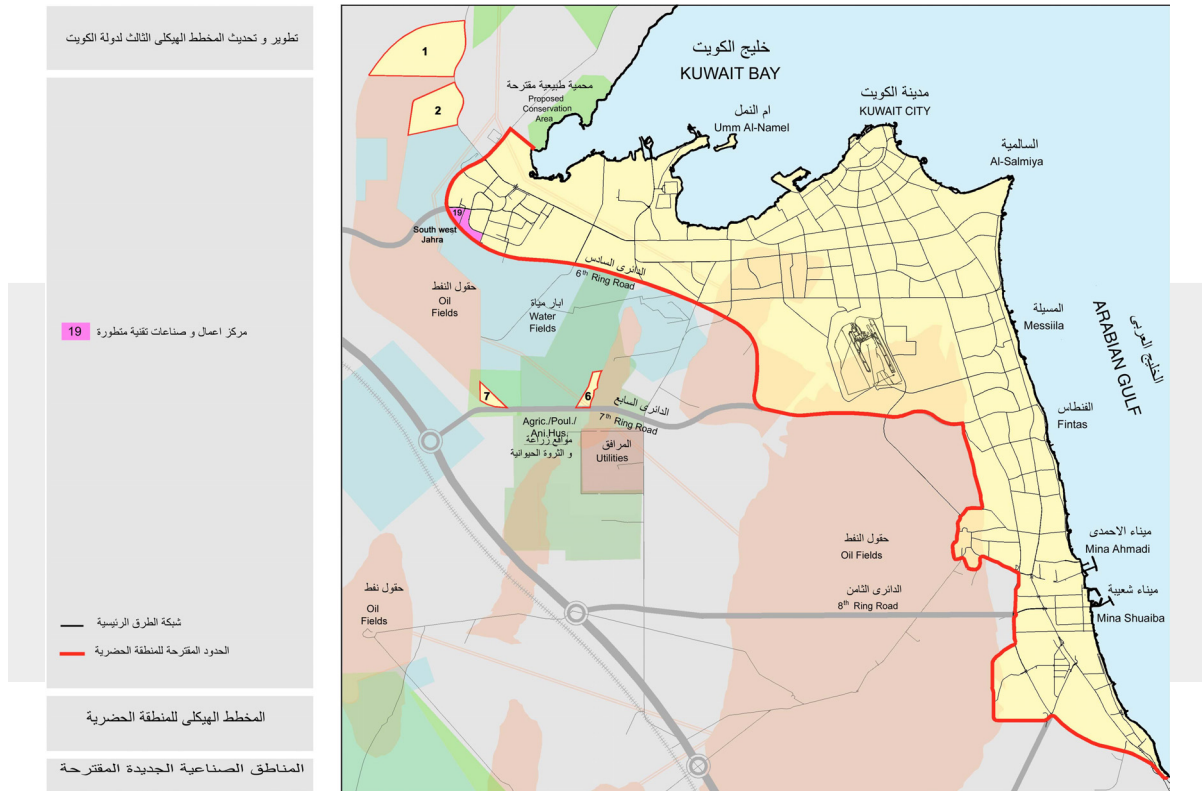 تطوير و تحديث المخطط الهيكلى الثالث لدولة الكويت
19 مركز اعمال و صناعات تقنية متطورة
شبكة الطرق الرئيسية
الحدود المقترحة للمنطقة الحضرية
المخطط الهيكلى للمنطقة الحضرية
المناطق الصناعية الجديدة المقترحة
1
2
خليج الكويت
KUWAIT BAY
محمية طبيعية مقترحة
Proposed
Conservation
Area
ام النمل
Umm Al-Namel
مدينة الكويت
KUWAIT CITY
السالمية
Al-Salmiya
19
South west
Jahra
الدائرى السادس
6th Ring Road
حقول النفط
Oil
Fields
ابار مياة
Water
Fields
المسيلة
Messiila
الخليج العربى
ARABIAN GULF
7
6
الدائرى السابع
7th Ring Road
Agric./Poul./
Ani.Hus.
مواقع زراعة
و الثروة الحيوانية
المرافق
Utilities
الفنطاس
Fintas
حقول النفط
Oil Fields
ميناء الاحمدى
Mina Ahmadi
حقول نفط
Oil
Fields
الدائرى الثامن
8th Ring Road
ميناء شعيبة
Mina Shuaiba